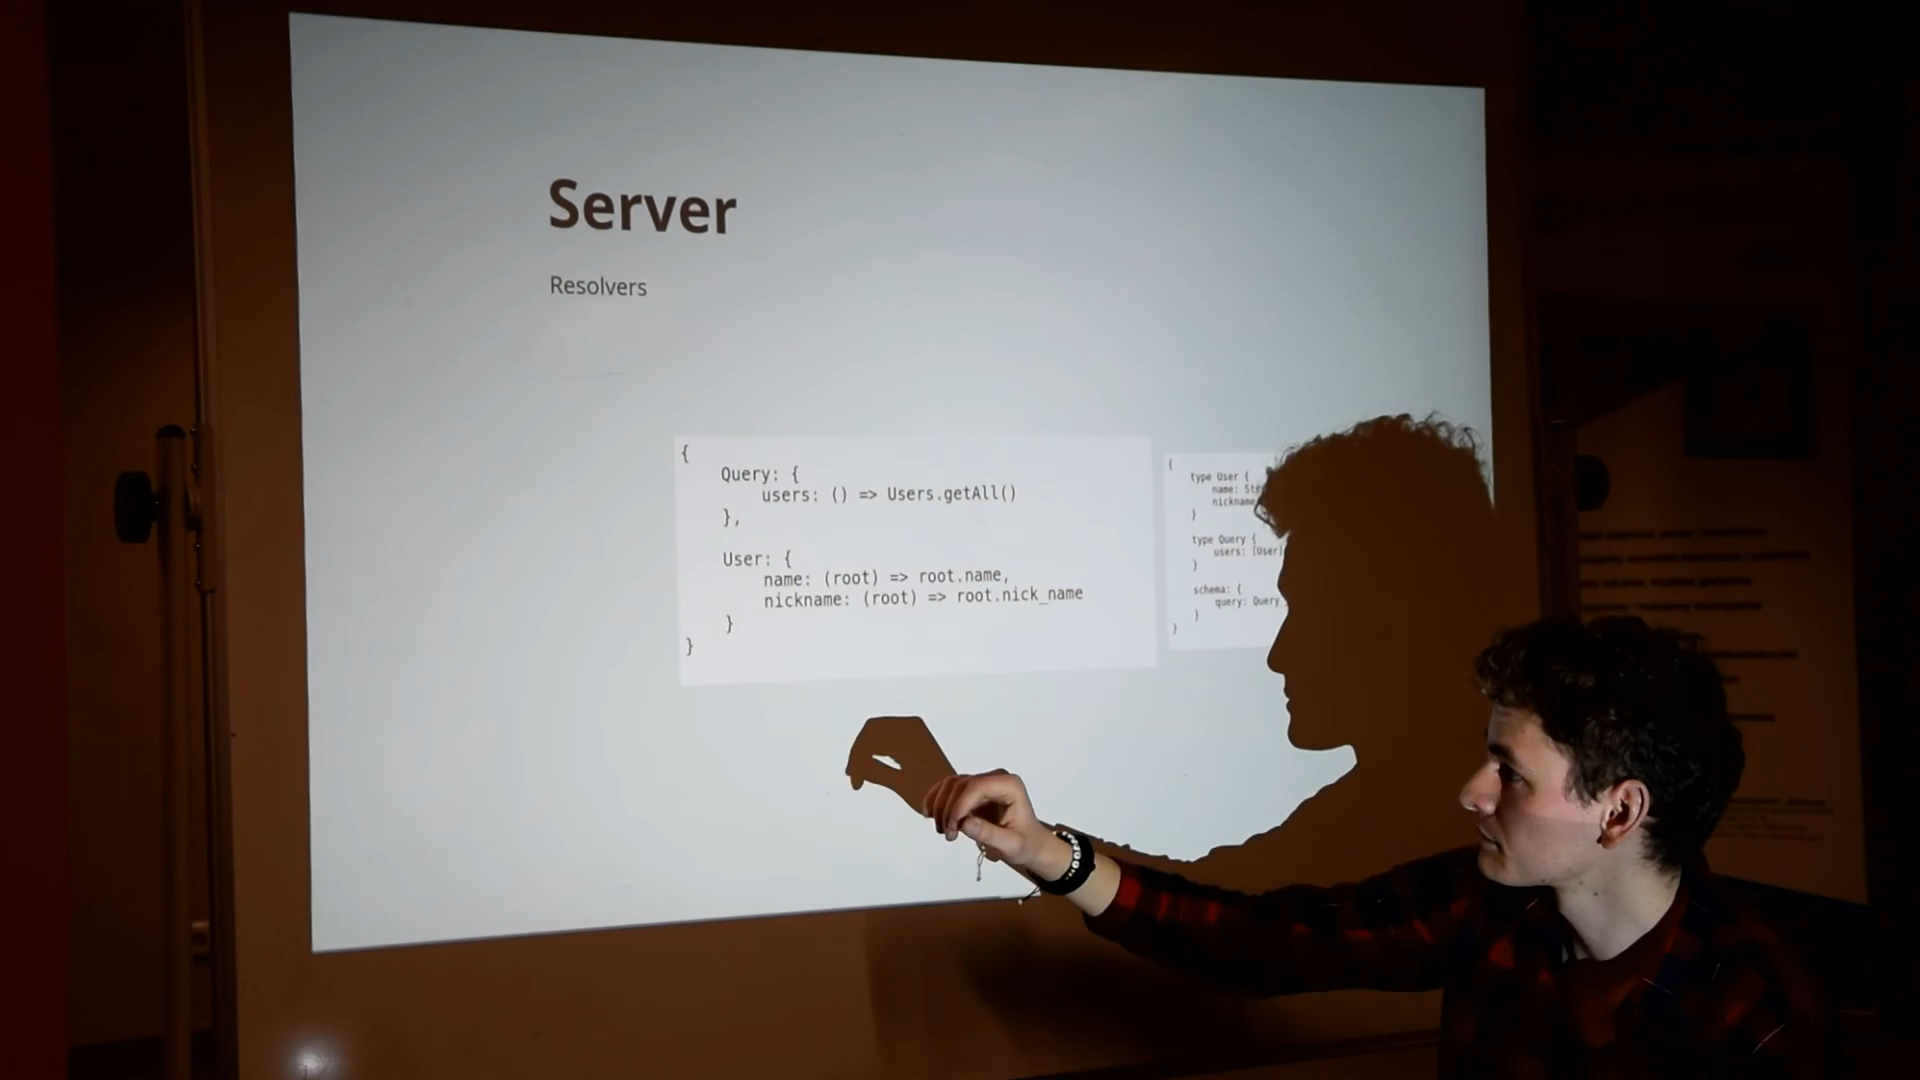 Server
Resolvers
{
Query: {
users: () => Users.getAll()
},
User: {
name: (root) => root.name,
nickname: (root) => root.nick_name
}
}
{
type User {
name:
nickname
}
type Query {
users: [User]
}
schema: {
query: Query
}
}